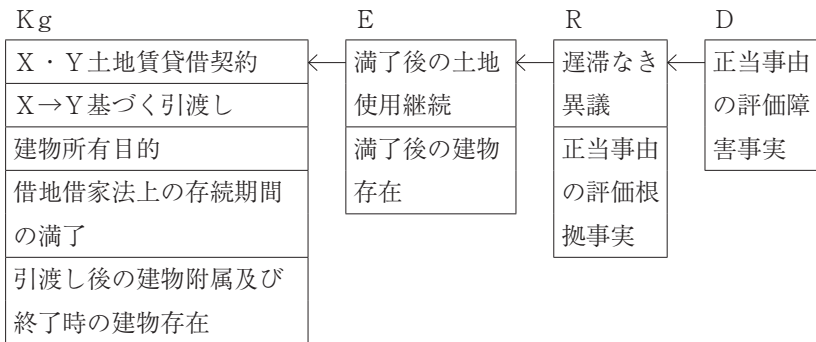 Ｋｇ
Ｘ・Ｙ土地賃貸借契約
Ｘ→Ｙ基づく引渡し
建物所有目的
借地借家法上の存続期間
の満了
引渡し後の建物附属及び
終了時の建物存在
Ｅ
満了後の土地
使用継続
満了後の建物
存在
Ｒ
遅滞なき
異議
正当事由
の評価根
拠事実
Ｄ
正当事由
の評価障
害事実